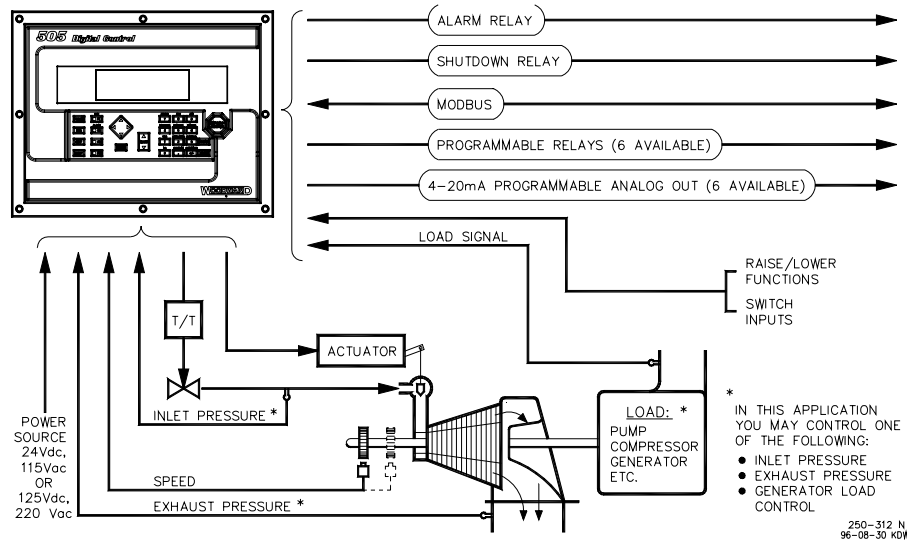 505 Digital Control
WOODWARD
ALARM RELAY
SHUTDOWN RELAY
MODBUS
PROGRAMMABLE RELAYS (6 AVAILABLE)
4-20mA PROGRAMMABLE ANALOG OUT (6 AVAILABLE)
LOAD SIGNAL
RAISE/LOWER
FUNCTIONS
SWITCH
INPUTS
T/T
ACTUATOR
INLET PRESSURE *
POWER
SOURCE
24Vdc,
115Vac
OR
125Vdc,
220 Vac
SPEED
EXHAUST PRESSURE *
LOAD: *
PUMP
COMPRESSOR
GENERATOR
ETC.
*
IN THIS APPLICATION
YOU MAY CONTROL ONE
OF THE FOLLOWING:
● INLET PRESSURE
● EXHAUST PRESSURE
● GENERATOR LOAD
CONTROL
250-312 N
96-08-30 KDW